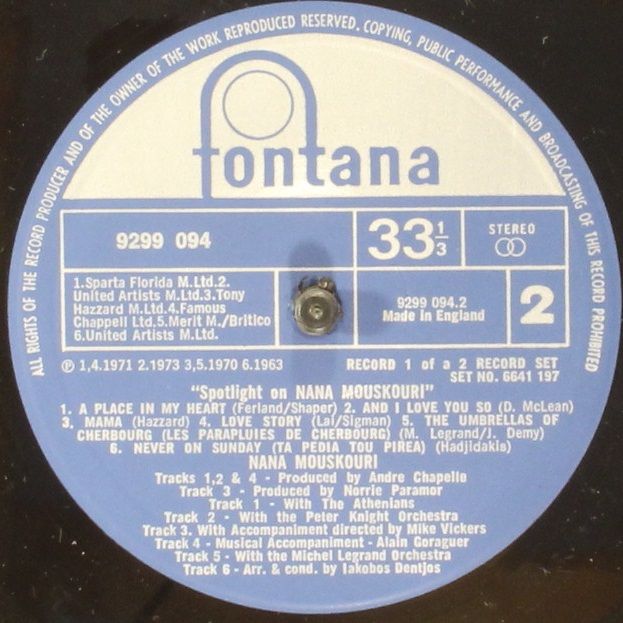 ALL RIGHTS OF THE RECORD PRODUCER AND OF THE OWNER OF THE WORK REPRODUCED RESERVED. COPYING, PUBLIC PERFORMANCE AND BROADCASTING OF THIS RECORD PROHIBITED
fontana
9299 094
33 1/3
STEREO
1.Sparta Florida M.Ltd.2.
United Artists M.Ltd.3.Tony
Hazzard M.Ltd.4.Famous
Chappell Ltd.5.Merit M./Britico
6.United Artists M.Ltd.
9299 094.2
Made in England
2
℗ 1,4.1971 2.1973 3,5.1970 6.1963
RECORD 1 of a 2 RECORD SET
SET NO. 6641 197
"Spotlight on NANA MOUSKOURI"
1. A PLACE IN MY HEART (Ferland/Shaper) 2. AND I LOVE YOU SO (D. McLean)
3. MAMA (Hazzard) 4. LOVE STORY (Lai/Sigman) 5. THE UMBRELLAS OF
CHERBOURG (LES PARAPLUIES DE CHERBOURG) (M. Legrand/J. Demy)
6. NEVER ON SUNDAY (TA PEDIA TOU PIREA) (Hadjidakis)
NANA MOUSKOURI
Tracks 1,2 & 4 - Produced by Andre Chapelle
Track 3 - Produced by Norrie Paramor
Track 1 - With The Athenians
Track 2 - With the Peter Knight Orchestra
Track 3. With Accompaniment directed by Mike Vickers
Track 4 - Musical Accompaniment - Alain Goraguer
Track 5 - With the Michel Legrand Orchestra
Track 6 - Arr. & cond. by Iakobos Dentjos